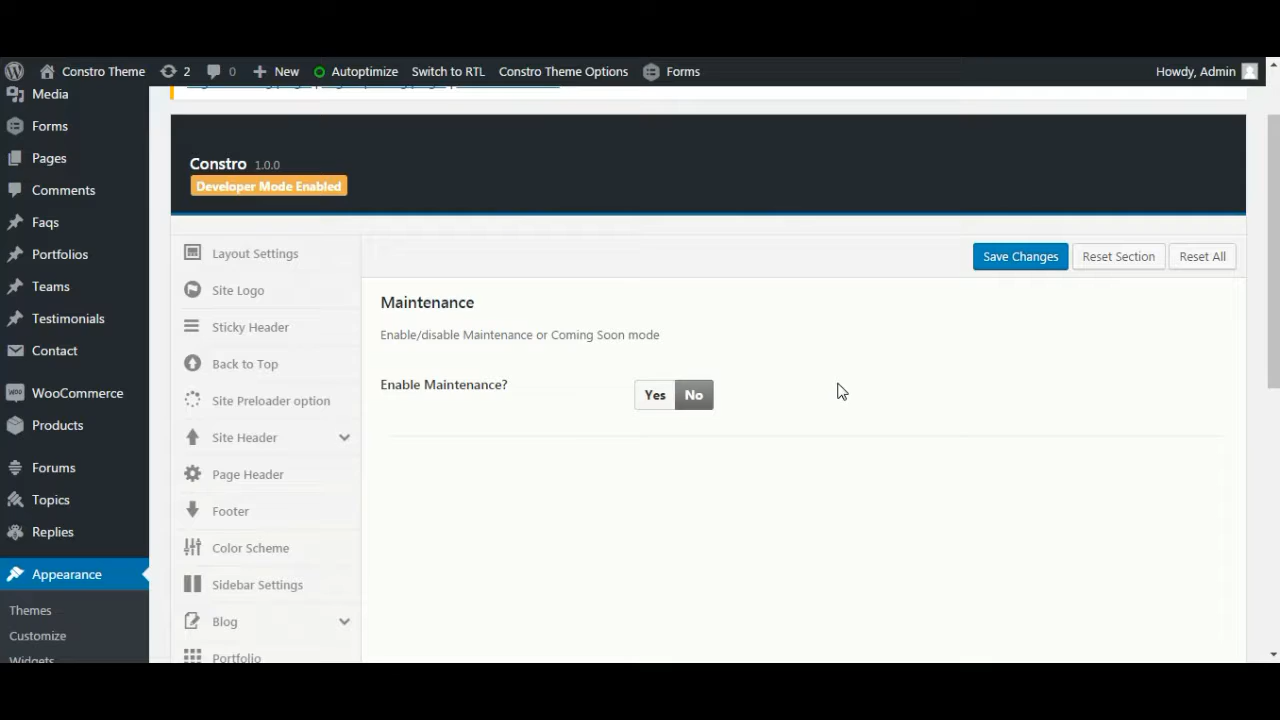 Constro Theme 2 0 New Autoptimize Switch to RTL Constro Theme Options Forms Howdy, Admin
Media
Forms
Pages
Comments
Faqs
Portfolios
Teams
Testimonials
Contact
WooCommerce
Products
Forums
Topics
Replies
Appearance
Themes
Customize
Widgets
Constro 1.0.0
Developer Mode Enabled
Layout Settings
Site Logo
Sticky Header
Back to Top
Site Preloader option
Site Header
Page Header
Footer
Color Scheme
Sidebar Settings
Blog
Portfolio
Save Changes Reset Section Reset All
Maintenance
Enable/disable Maintenance or Coming Soon mode
Enable Maintenance? Yes No